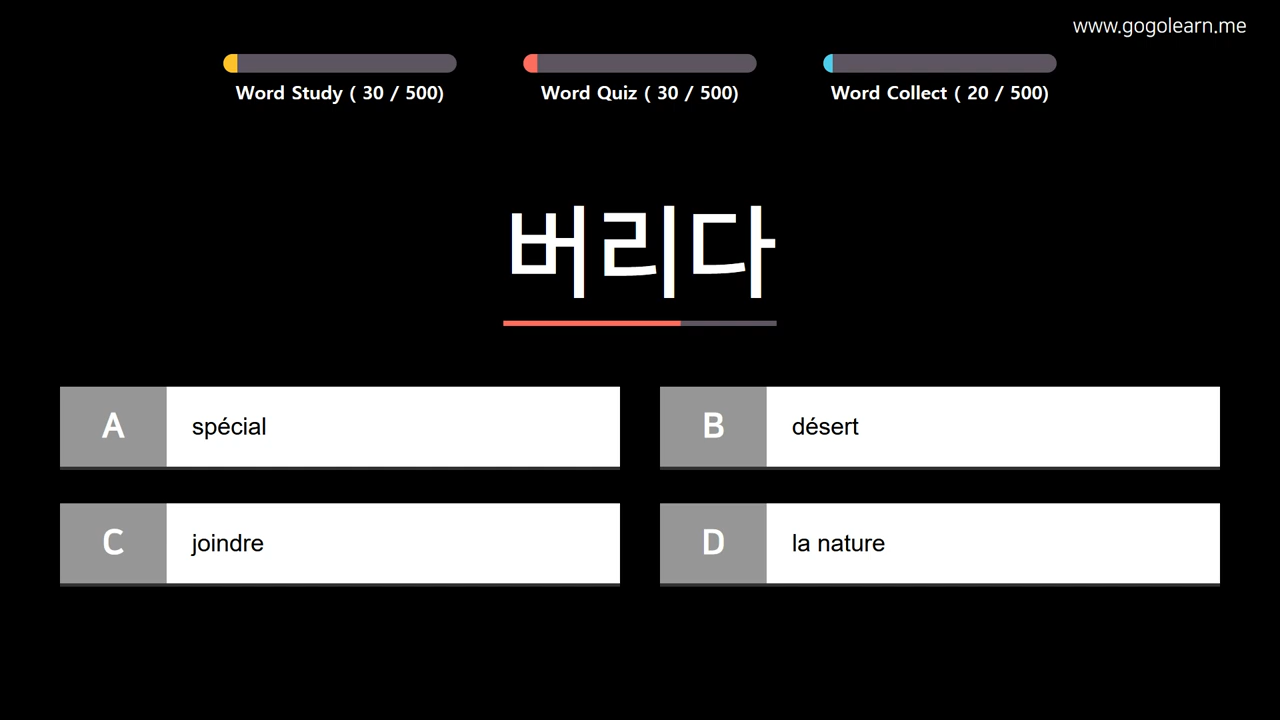 www.gogolearn.me
Word Study ( 30 / 500)
Word Quiz ( 30 / 500)
Word Collect ( 20 / 500)
버리다
A spécial
B désert
C joindre
D la nature